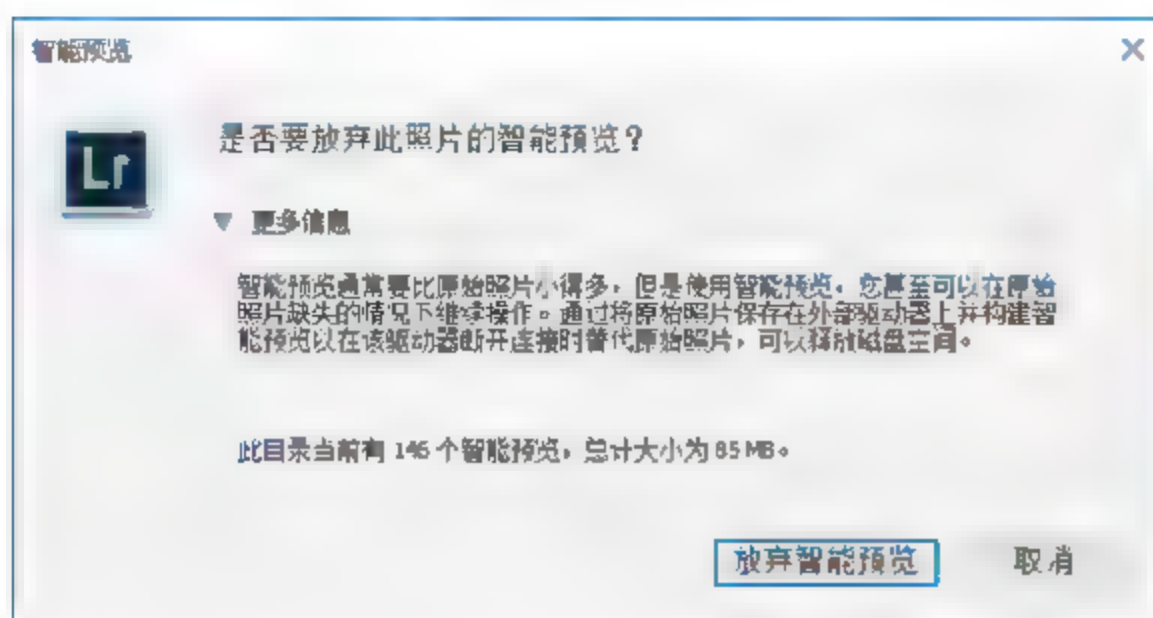 智能预览
Lr
是否要放弃此照片的智能预览?
更多信息
智能预览通常要比原始照片小得多,但是使用智能预览,您甚至可以在原始
照片缺失的情况下继续操作。通过将原始照片保存在外部驱动器上并构建智
能预览以在该驱动器断开连接时替代原始照片,可以释放磁盘空间。
此目录当前有 146 个智能预览,总计大小为 85 MB。
放弃智能预览 取消